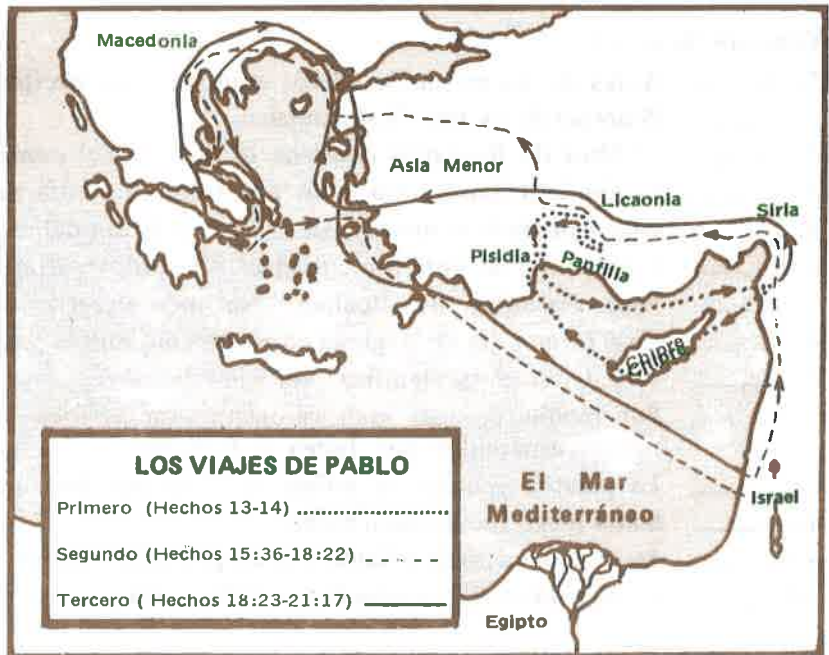 Macedonia
Asia Menor
Licaonia
Siria
Pisidia
Panfilia
Chipre
El Mar
Mediterráneo
Israel
Egipto
LOS VIAJES DE PABLO
Primero (Hechos 13-14)
Segundo (Hechos 15:36-18:22)
Tercero ( Hechos 18:23-21:17)